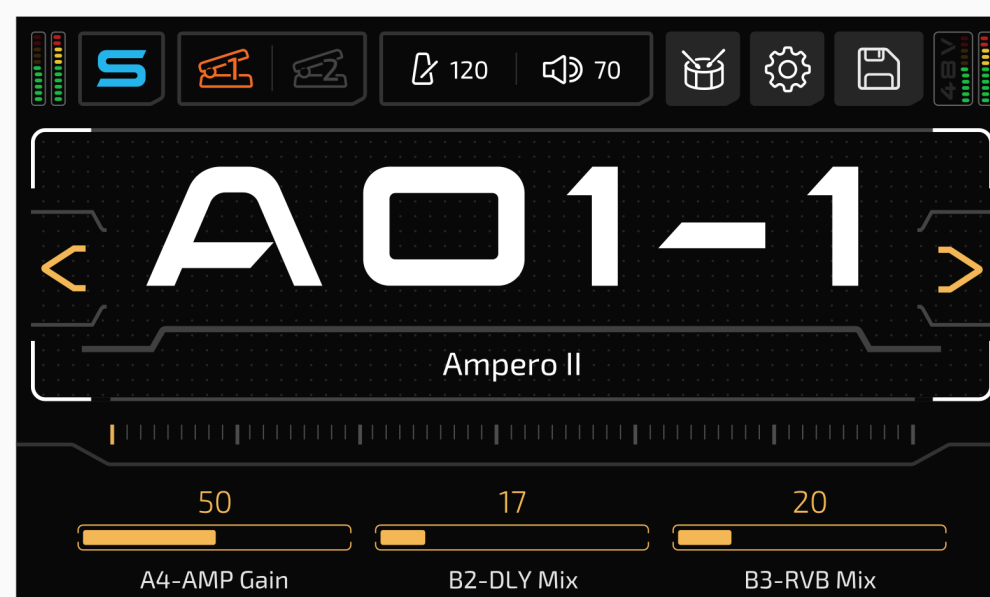 S 1 2 120 70 48V
A01-1
Ampero II
50 17 20
A4-AMP Gain B2-DLY Mix B3-RVB Mix